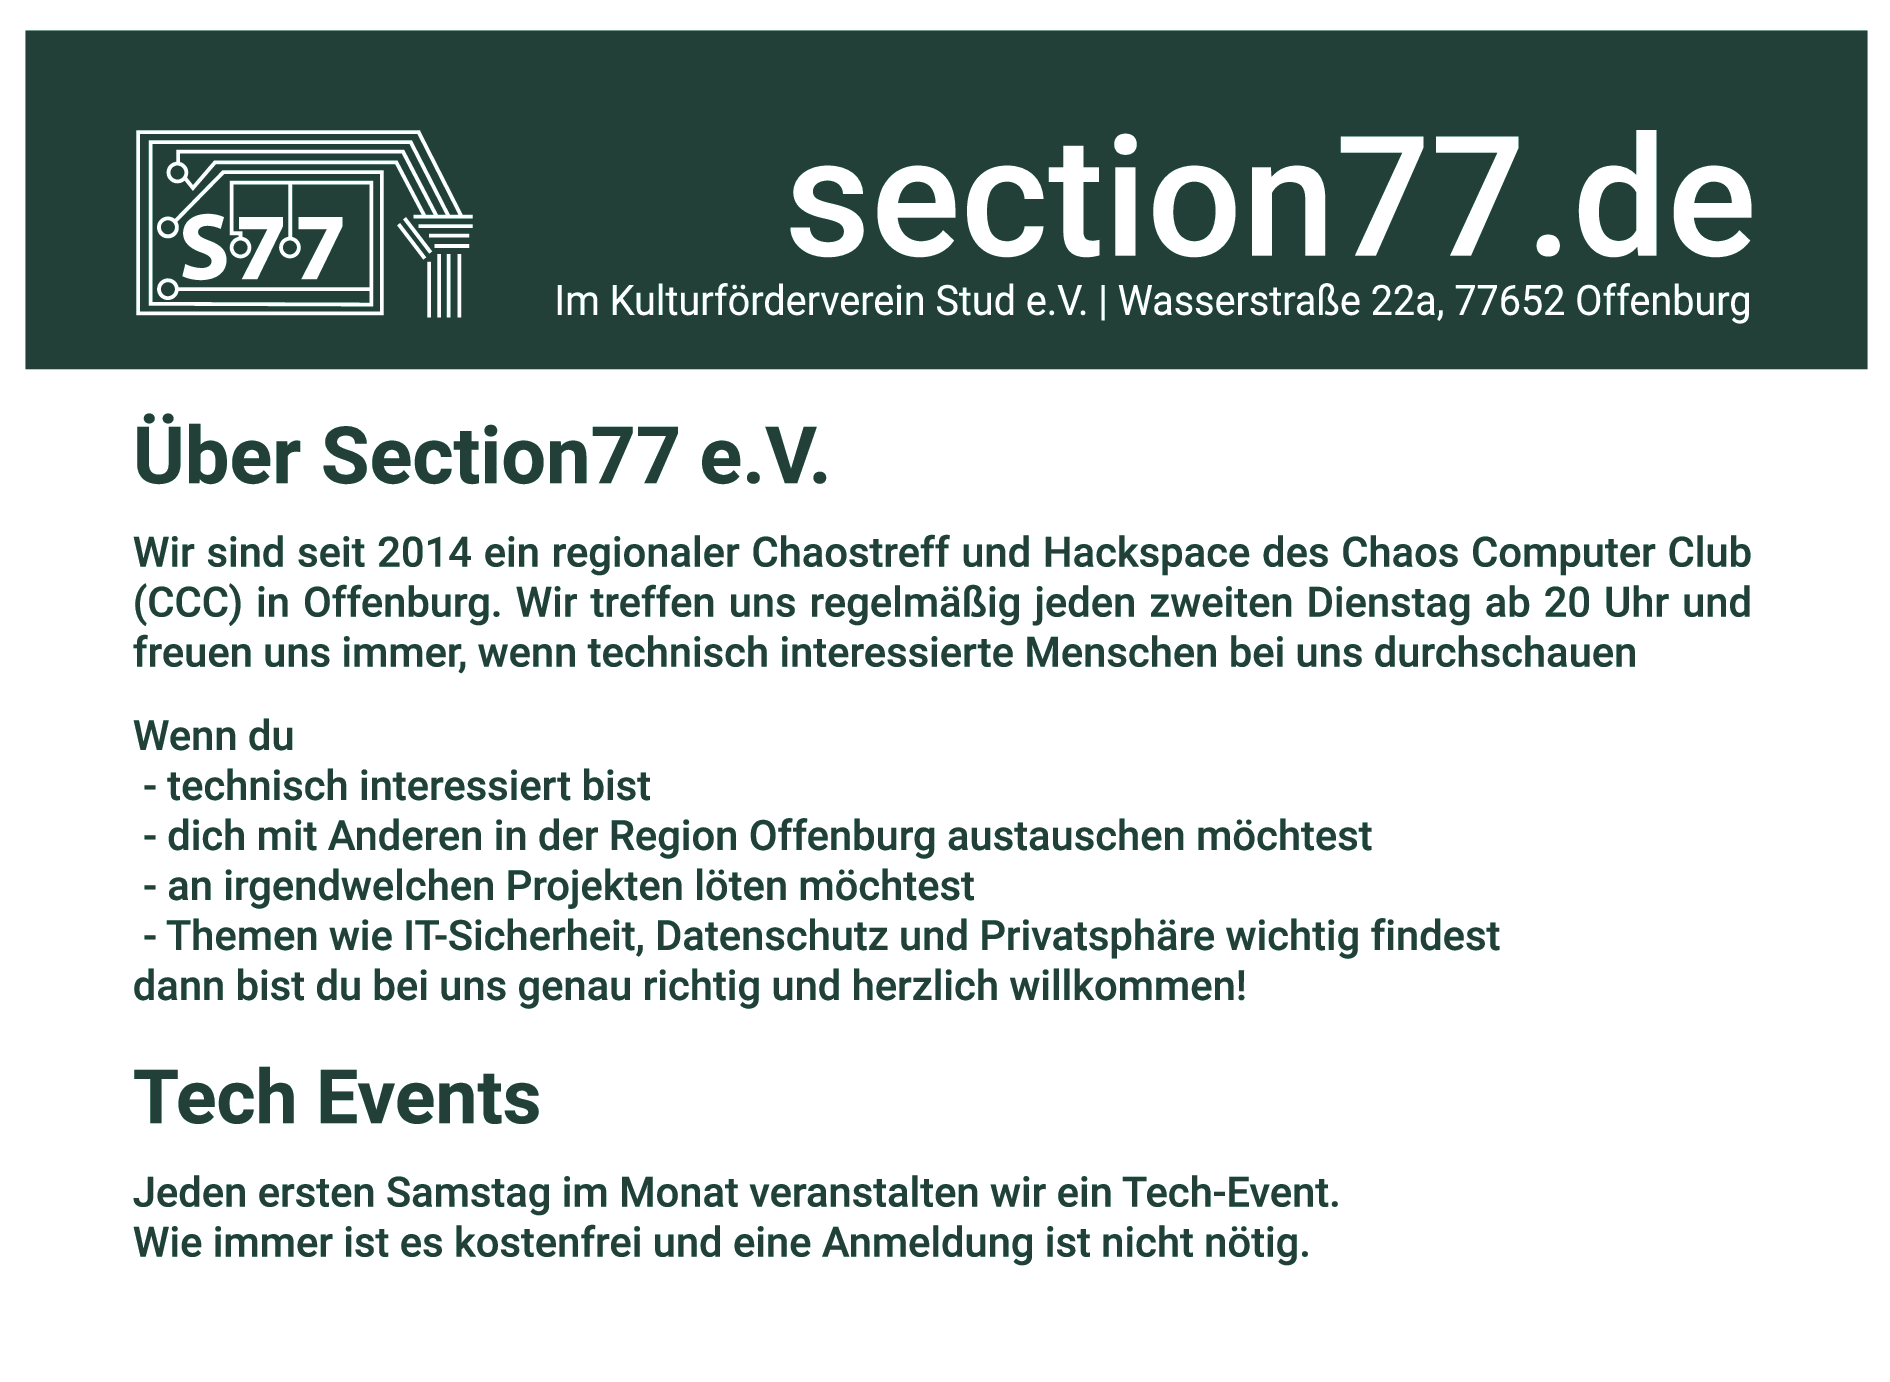 S77
section77.de
Im Kulturförderverein Stud e.V. | Wasserstraße 22a, 77652 Offenburg
Über Section77 e.V.
Wir sind seit 2014 ein regionaler Chaostreff und Hackspace des Chaos Computer Club
(CCC) in Offenburg. Wir treffen uns regelmäßig jeden zweiten Dienstag ab 20 Uhr und
freuen uns immer, wenn technisch interessierte Menschen bei uns durchschauen
Wenn du
- technisch interessiert bist
- dich mit Anderen in der Region Offenburg austauschen möchtest
- an irgendwelchen Projekten löten möchtest
- Themen wie IT-Sicherheit, Datenschutz und Privatsphäre wichtig findest
dann bist du bei uns genau richtig und herzlich willkommen!
Tech Events
Jeden ersten Samstag im Monat veranstalten wir ein Tech-Event.
Wie immer ist es kostenfrei und eine Anmeldung ist nicht nötig.